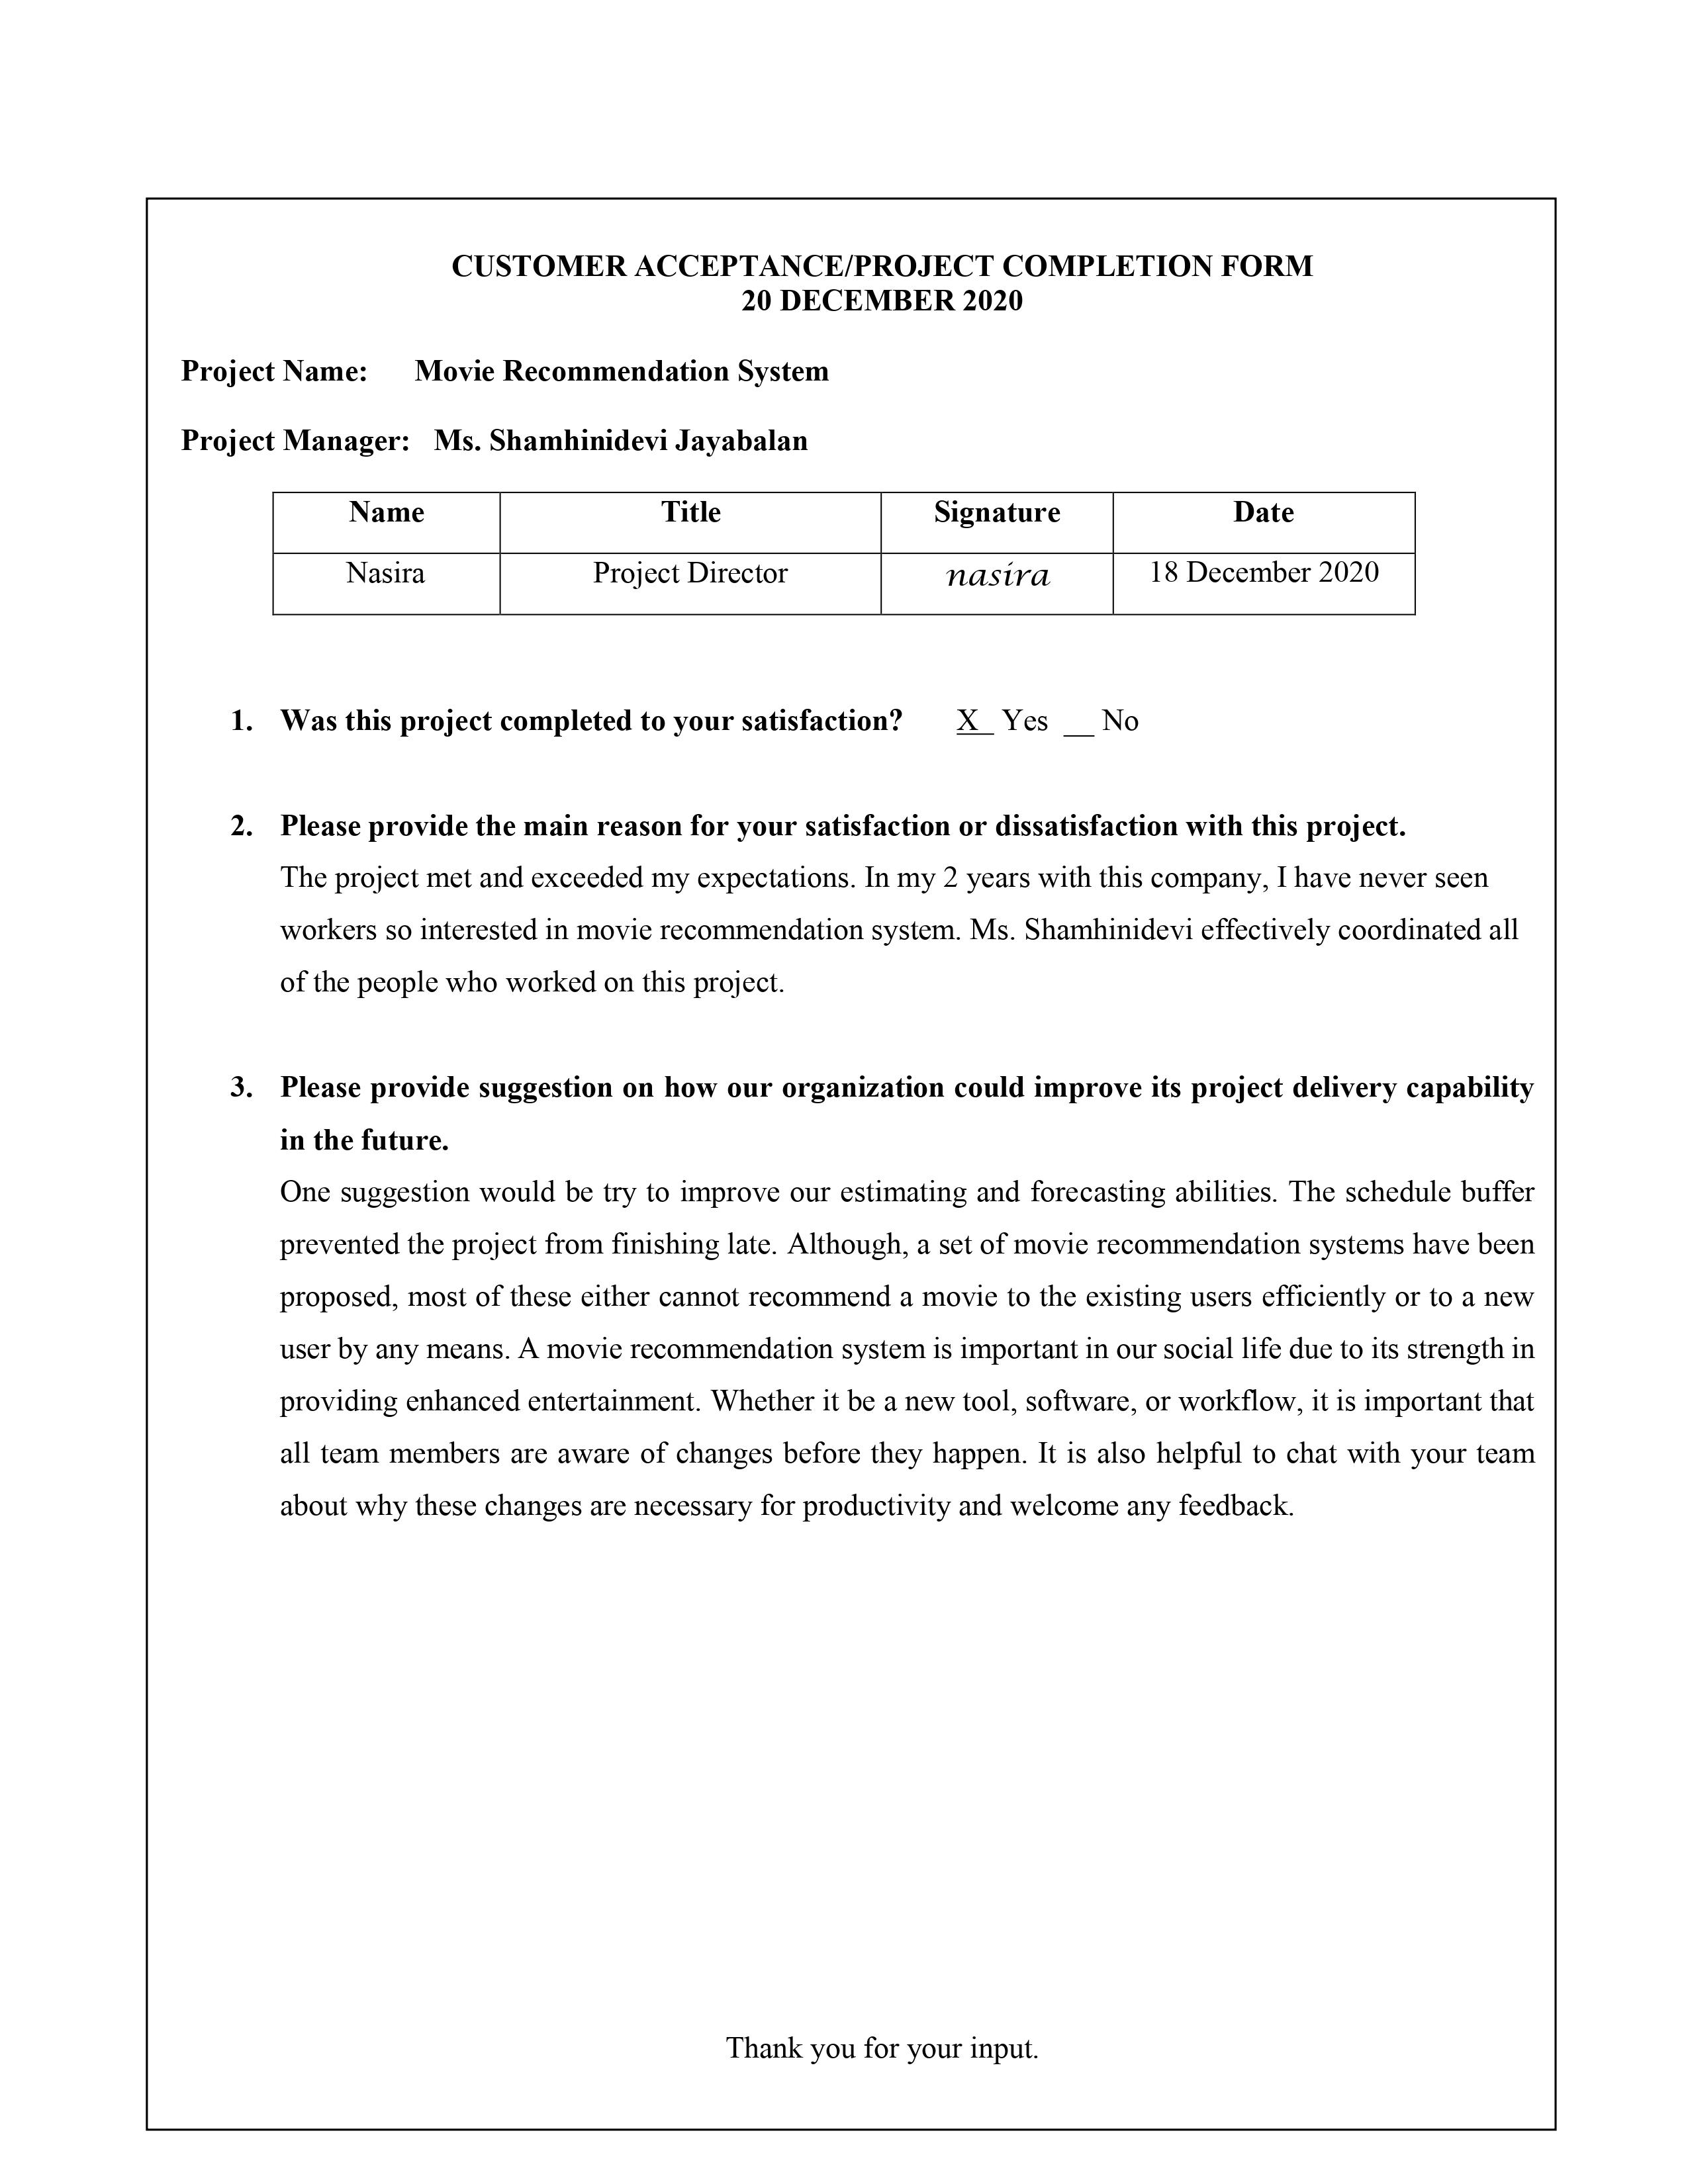 CUSTOMER ACCEPTANCE/PROJECT COMPLETION FORM
20 DECEMBER 2020
Project Name: Movie Recommendation System
Project Manager: Ms. Shamhinidevi Jayabalan
Name Title Signature Date
Nasira Project Director nasira 18 December 2020
1. Was this project completed to your satisfaction? X Yes __ No
2. Please provide the main reason for your satisfaction or dissatisfaction with this project.
The project met and exceeded my expectations. In my 2 years with this company, I have never seen
workers so interested in movie recommendation system. Ms. Shamhinidevi effectively coordinated all
of the people who worked on this project.
3. Please provide suggestion on how our organization could improve its project delivery capability
in the future.
One suggestion would be try to improve our estimating and forecasting abilities. The schedule buffer
prevented the project from finishing late. Although, a set of movie recommendation systems have been
proposed, most of these either cannot recommend a movie to the existing users efficiently or to a new
user by any means. A movie recommendation system is important in our social life due to its strength in
providing enhanced entertainment. Whether it be a new tool, software, or workflow, it is important that
all team members are aware of changes before they happen. It is also helpful to chat with your team
about why these changes are necessary for productivity and welcome any feedback.
Thank you for your input.